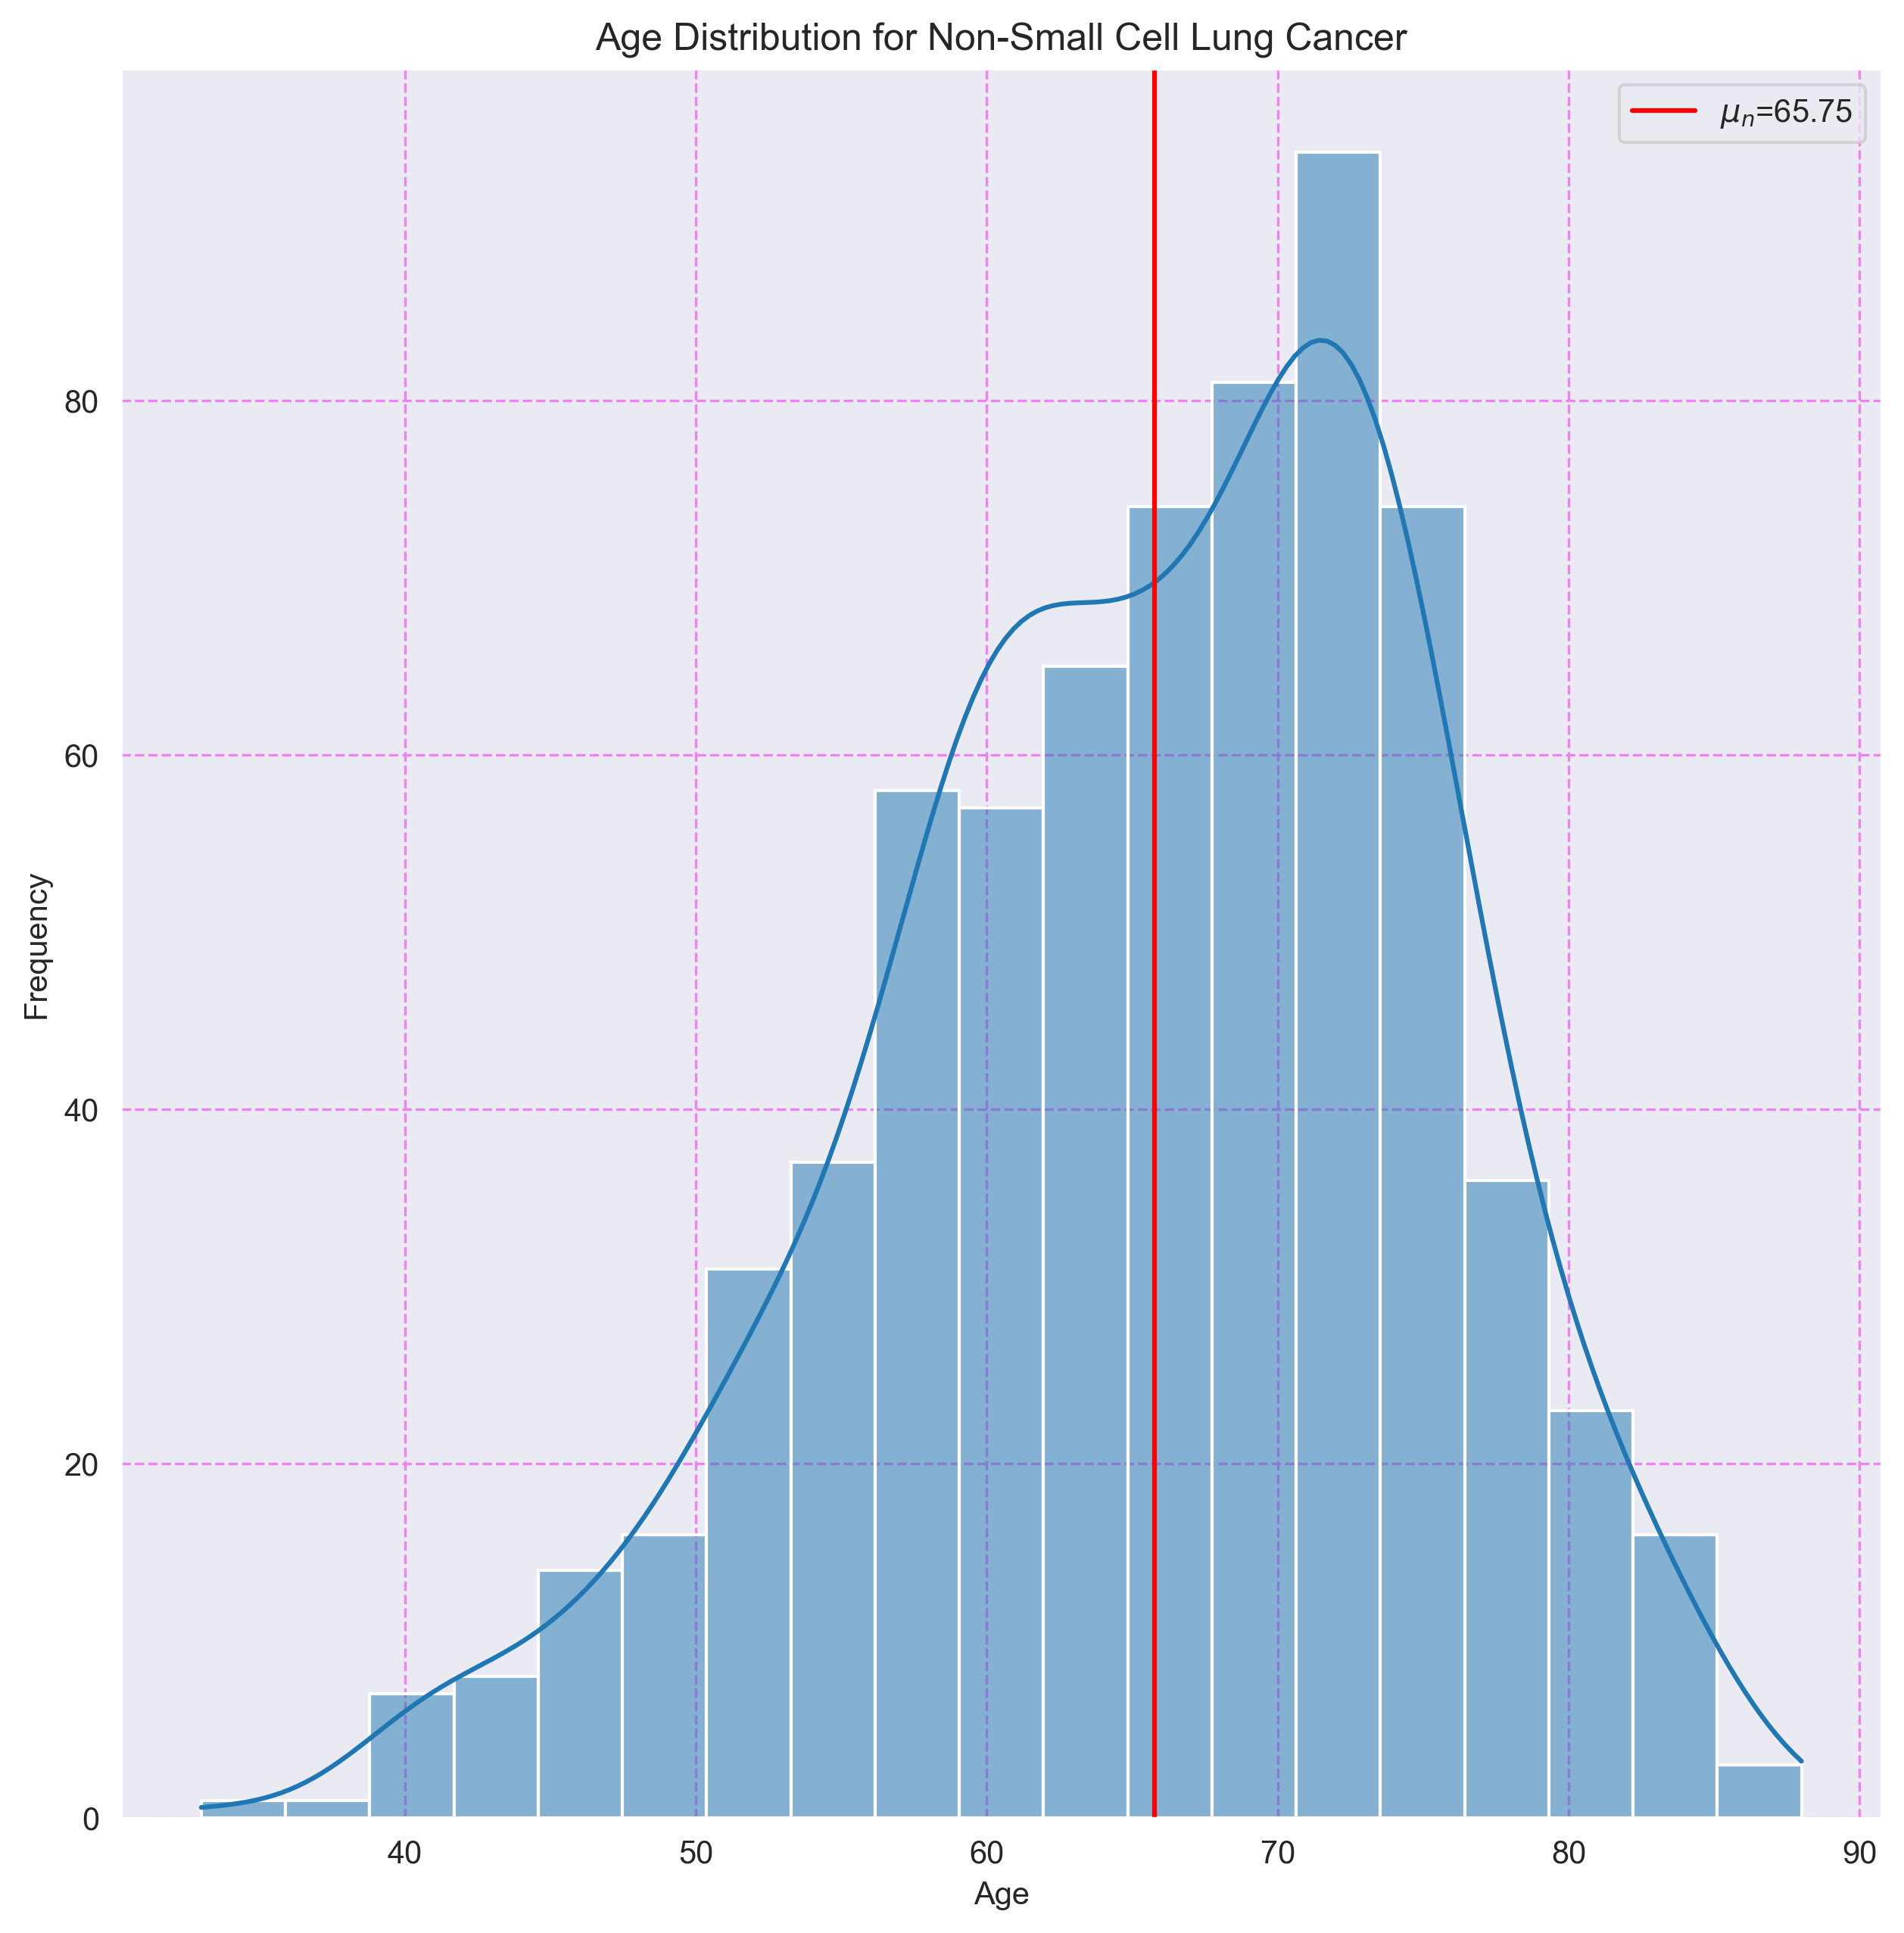 Age Distribution for Non-Small Cell Lung Cancer
μn=65.75
80
60
40
20
0
Frequency
40 50 60 70 80 90
Age